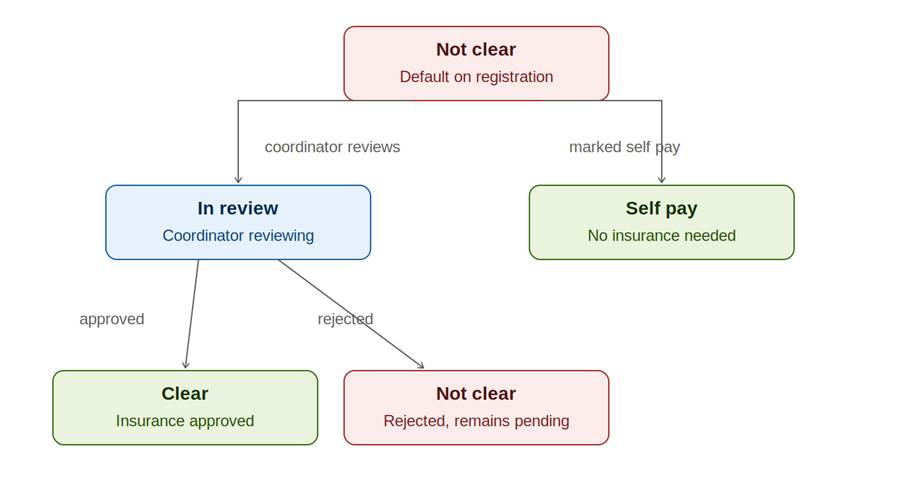 Not clear
Default on registration
coordinator reviews
marked self pay
In review
Coordinator reviewing
Self pay
No insurance needed
approved
rejected
Clear
Insurance approved
Not clear
Rejected, remains pending